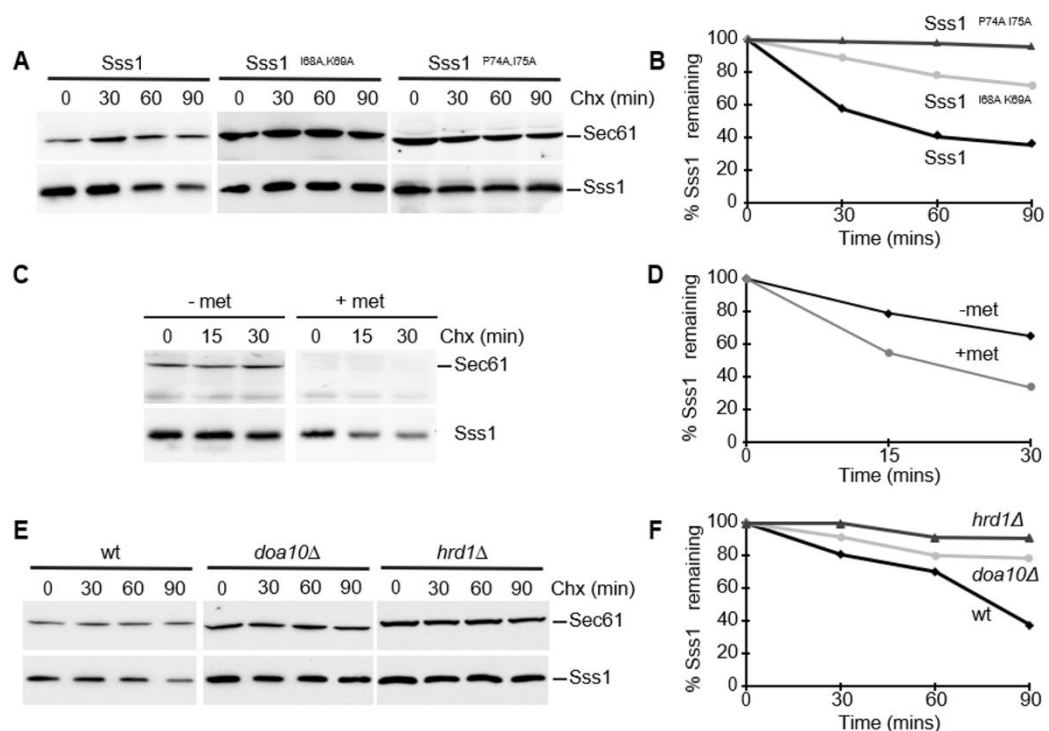 A
Sss1 Sss1 I68A,K69A Sss1 P74A,I75A
0 30 60 90 0 30 60 90 0 30 60 90 Chx (min)
Sec61
Sss1
B
Sss1 P74A I75A
Sss1 I68A K69A
Sss1
% Sss1 remaining
100
80
60
40
20
0
0 30 60 90
Time (mins)
C
- met + met
0 15 30 0 15 30 Chx (min)
Sec61
Sss1
D
-met
+met
% Sss1 remaining
100
80
60
40
20
0
0 15 30
Time (mins)
E
wt doa10Δ hrd1Δ
0 30 60 90 0 30 60 90 0 30 60 90 Chx (min)
Sec61
Sss1
F
hrd1Δ
doa10Δ
wt
% Sss1 remaining
100
80
60
40
20
0
0 30 60 90
Time (mins)